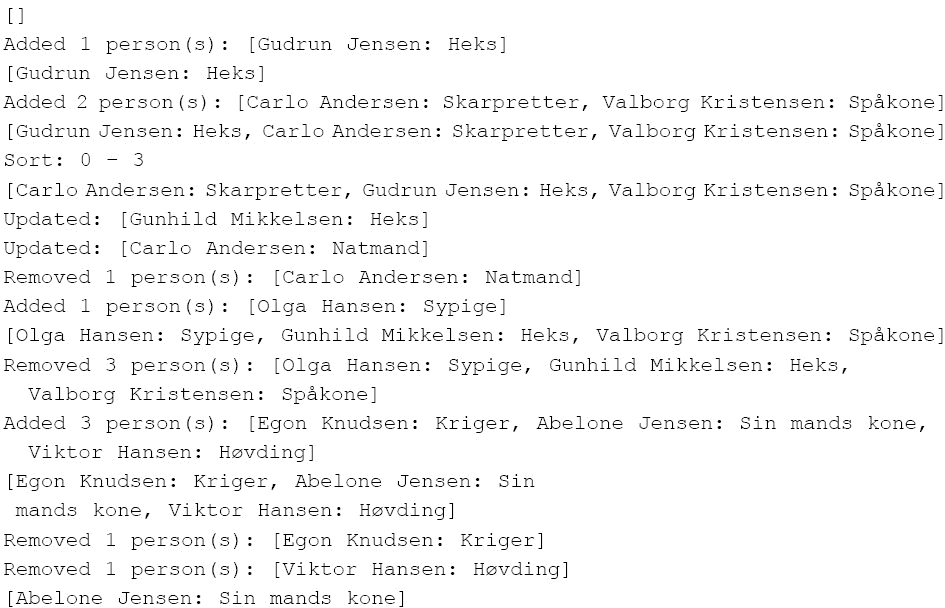 []
Added 1 person(s): [Gudrun Jensen: Heks]
[Gudrun Jensen: Heks]
Added 2 person(s): [Carlo Andersen: Skarpretter, Valborg Kristensen: Spåkone]
[Gudrun Jensen: Heks, Carlo Andersen: Skarpretter, Valborg Kristensen: Spåkone]
Sort: 0 - 3
[Carlo Andersen: Skarpretter, Gudrun Jensen: Heks, Valborg Kristensen: Spåkone]
Updated: [Gunhild Mikkelsen: Heks]
Updated: [Carlo Andersen: Natmand]
Removed 1 person(s): [Carlo Andersen: Natmand]
Added 1 person(s): [Olga Hansen: Sypige]
[Olga Hansen: Sypige, Gunhild Mikkelsen: Heks, Valborg Kristensen: Spåkone]
Removed 3 person(s): [Olga Hansen: Sypige, Gunhild Mikkelsen: Heks,
Valborg Kristensen: Spåkone]
Added 3 person(s): [Egon Knudsen: Kriger, Abelone Jensen: Sin mands kone,
Viktor Hansen: Høvding]
[Egon Knudsen: Kriger, Abelone Jensen: Sin
mands kone, Viktor Hansen: Høvding]
Removed 1 person(s): [Egon Knudsen: Kriger]
Removed 1 person(s): [Viktor Hansen: Høvding]
[Abelone Jensen: Sin mands kone]